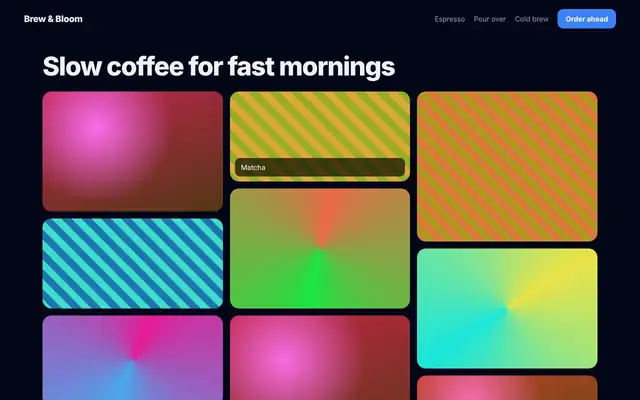 Brew & Bloom
Espresso
Pour over
Cold brew
Order ahead
Slow coffee for fast mornings
Matcha